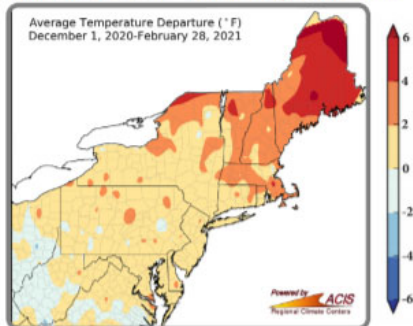 Average Temperature Departure (°F)
December 1, 2020-February 28, 2021
6
4
2
0
-2
-4
-6
Powered by
ACIS
Regional Climate Centers